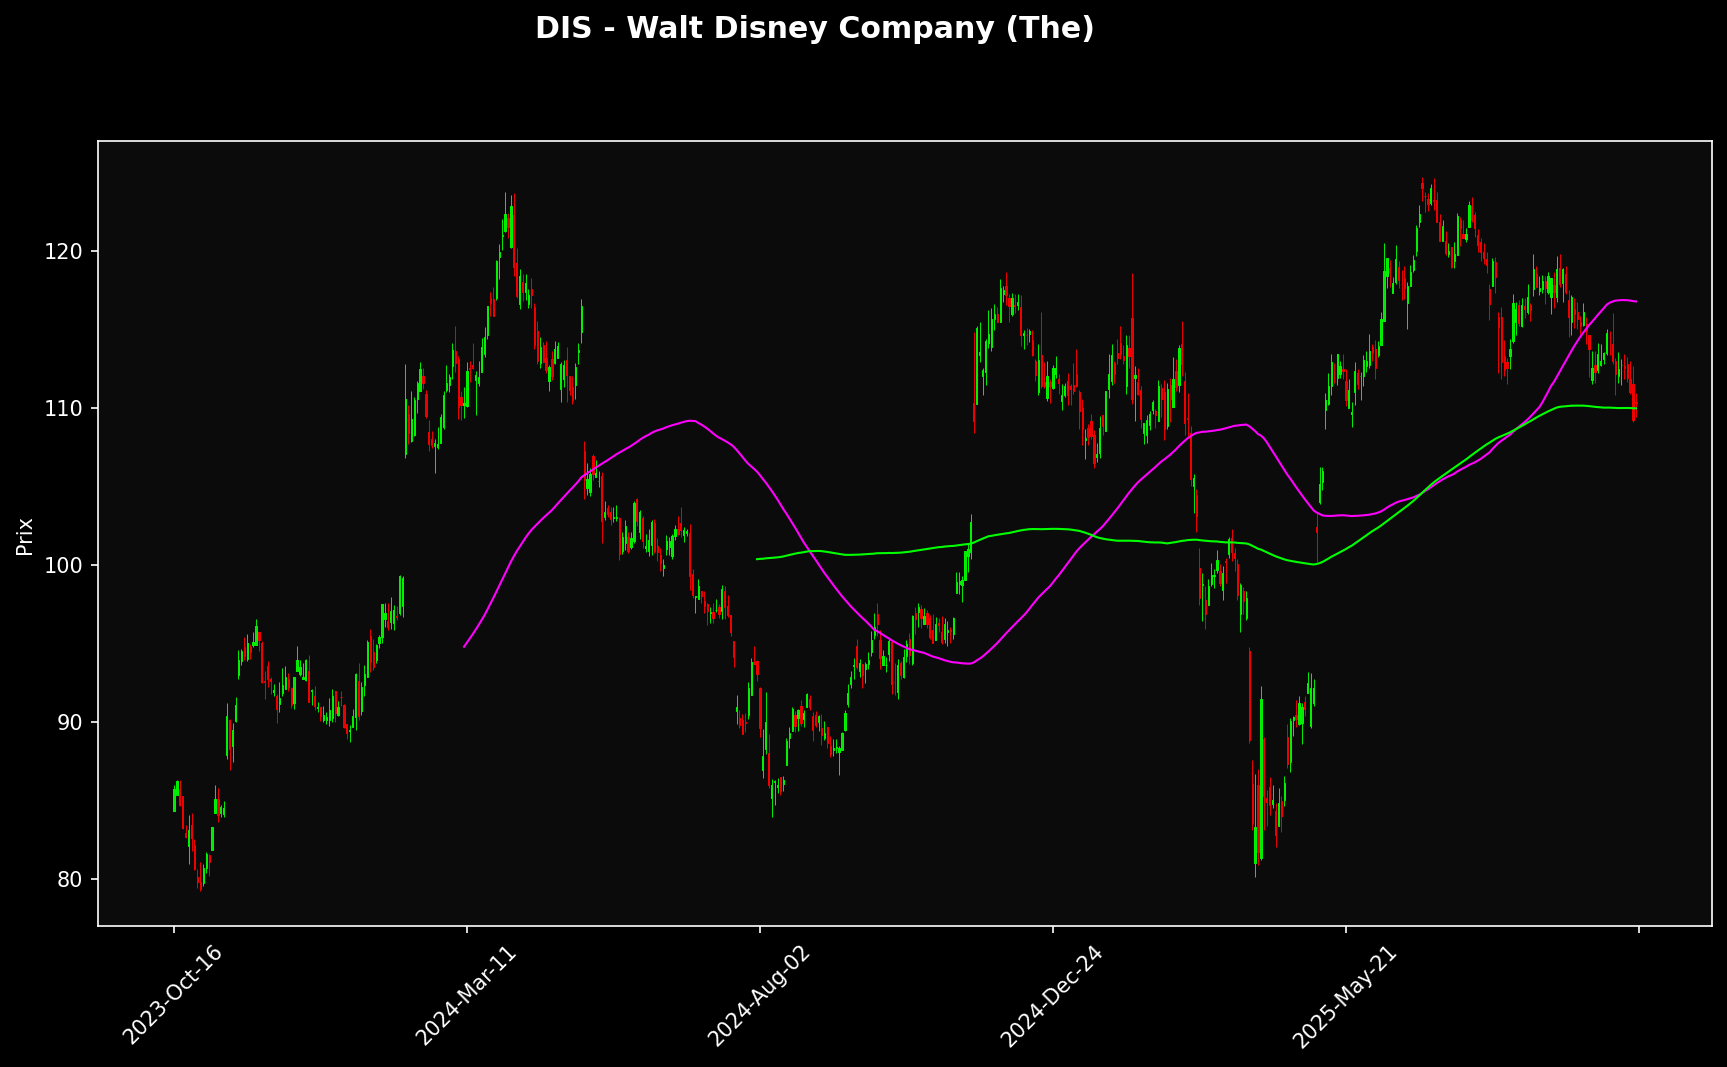 DIS - Walt Disney Company (The)
Prix
120
110
100
90
80
2023-Oct-16
2024-Mar-11
2024-Aug-02
2024-Dec-24
2025-May-21